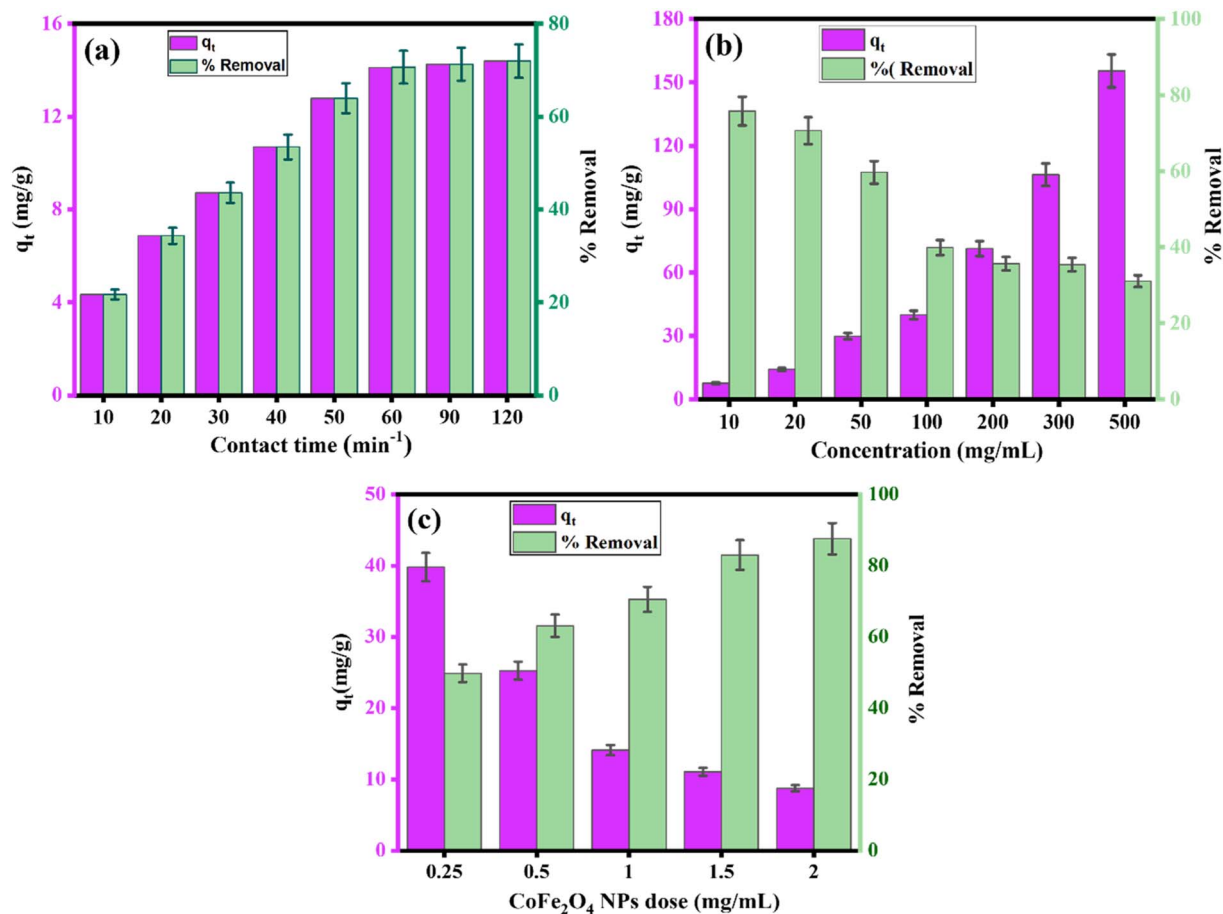 (a)
qt
% Removal
16
12
8
4
0
qt (mg/g)
80
60
40
20
0
% Removal
10 20 30 40 50 60 90 120
Contact time (min-1)
(b)
qt
%( Removal
180
150
120
90
60
30
0
qt (mg/g)
100
80
60
40
20
0
% Removal
10 20 50 100 200 300 500
Concentration (mg/mL)
(c)
qt
% Removal
50
40
30
20
10
0
qt(mg/g)
100
80
60
40
20
0
% Removal
0.25 0.5 1 1.5 2
CoFe2O4 NPs dose (mg/mL)